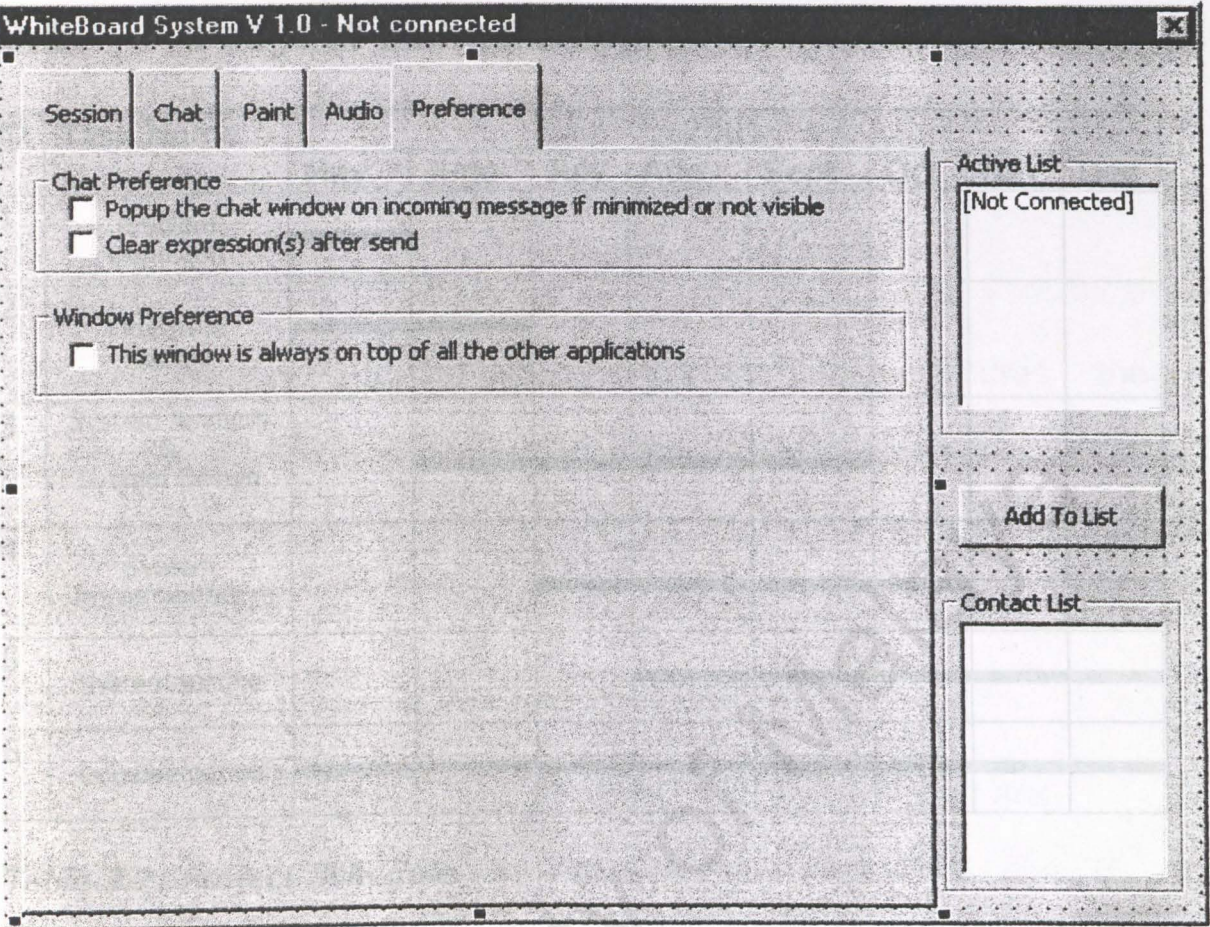 WhiteBoard System V 1.0 - Not connected
Session Chat Paint Audio Preference
Chat Preference
Popup the chat window on incoming message if minimized or not visible
Clear expression(s) after send
Window Preference
This window is always on top of all the other applications
Active List
[Not Connected]
Add To List
Contact List